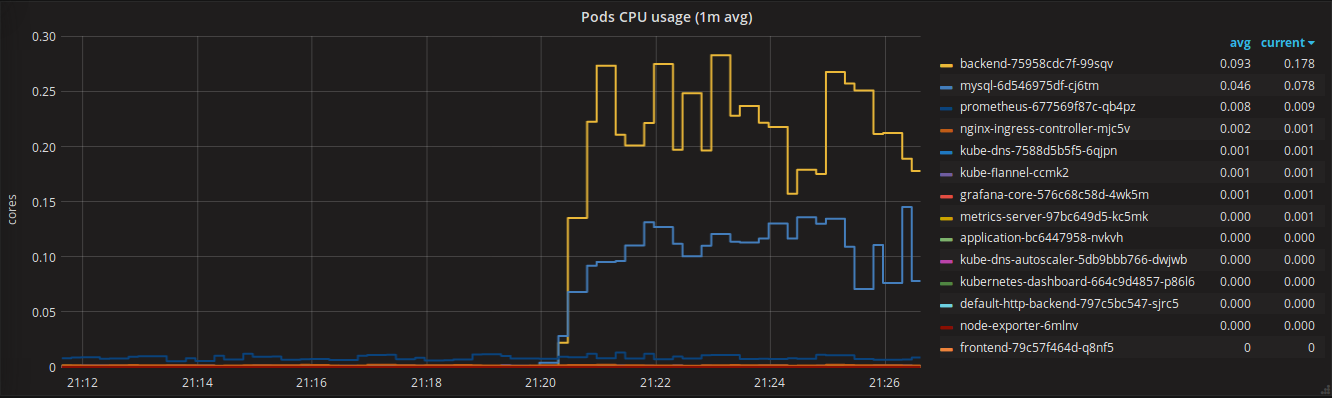 Pods CPU usage (1m avg)
cores
0.30
0.25
0.20
0.15
0.10
0.05
0
21:12 21:14 21:16 21:18 21:20 21:22 21:24 21:26
avg current
backend-75958cdc7f-99sqv 0.093 0.178
mysql-6d546975df-cj6tm 0.046 0.078
prometheus-677569f87c-qb4pz 0.008 0.009
nginx-ingress-controller-mjc5v 0.002 0.001
kube-dns-7588d5b5f5-6qjpn 0.001 0.001
kube-flannel-ccmk2 0.001 0.001
grafana-core-576c68c58d-4wk5m 0.001 0.001
metrics-server-97bc649d5-kc5mk 0.000 0.001
application-bc6447958-nvkvh 0.000 0.000
kube-dns-autoscaler-5db9bbb766-dwjwb 0.000 0.000
kubernetes-dashboard-664c9d4857-p86l6 0.000 0.000
default-http-backend-797c5bc547-sjrc5 0.000 0.000
node-exporter-6mlnv 0.000 0.000
frontend-79c57f464d-q8nf5 0 0